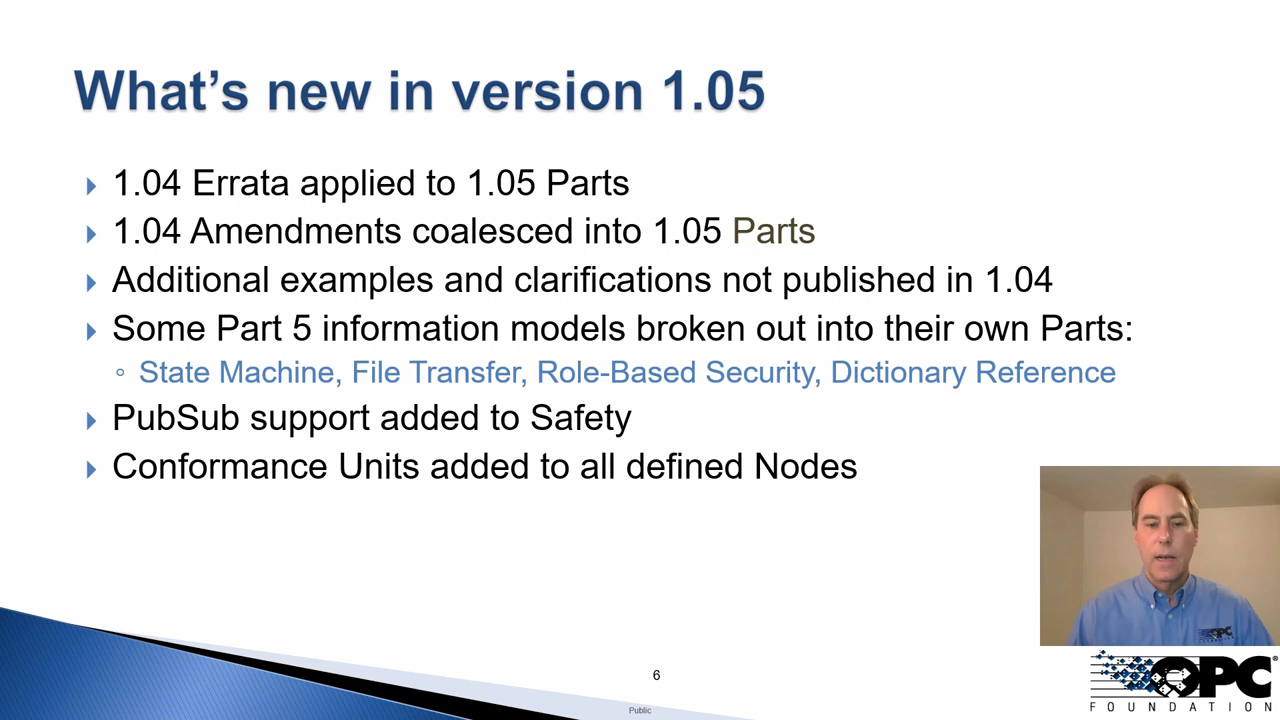 What’s new in version 1.05
1.04 Errata applied to 1.05 Parts
1.04 Amendments coalesced into 1.05 Parts
Additional examples and clarifications not published in 1.04
Some Part 5 information models broken out into their own Parts:
State Machine, File Transfer, Role-Based Security, Dictionary Reference
PubSub support added to Safety
Conformance Units added to all defined Nodes
OPC
OPC
FOUNDATION
6
Public